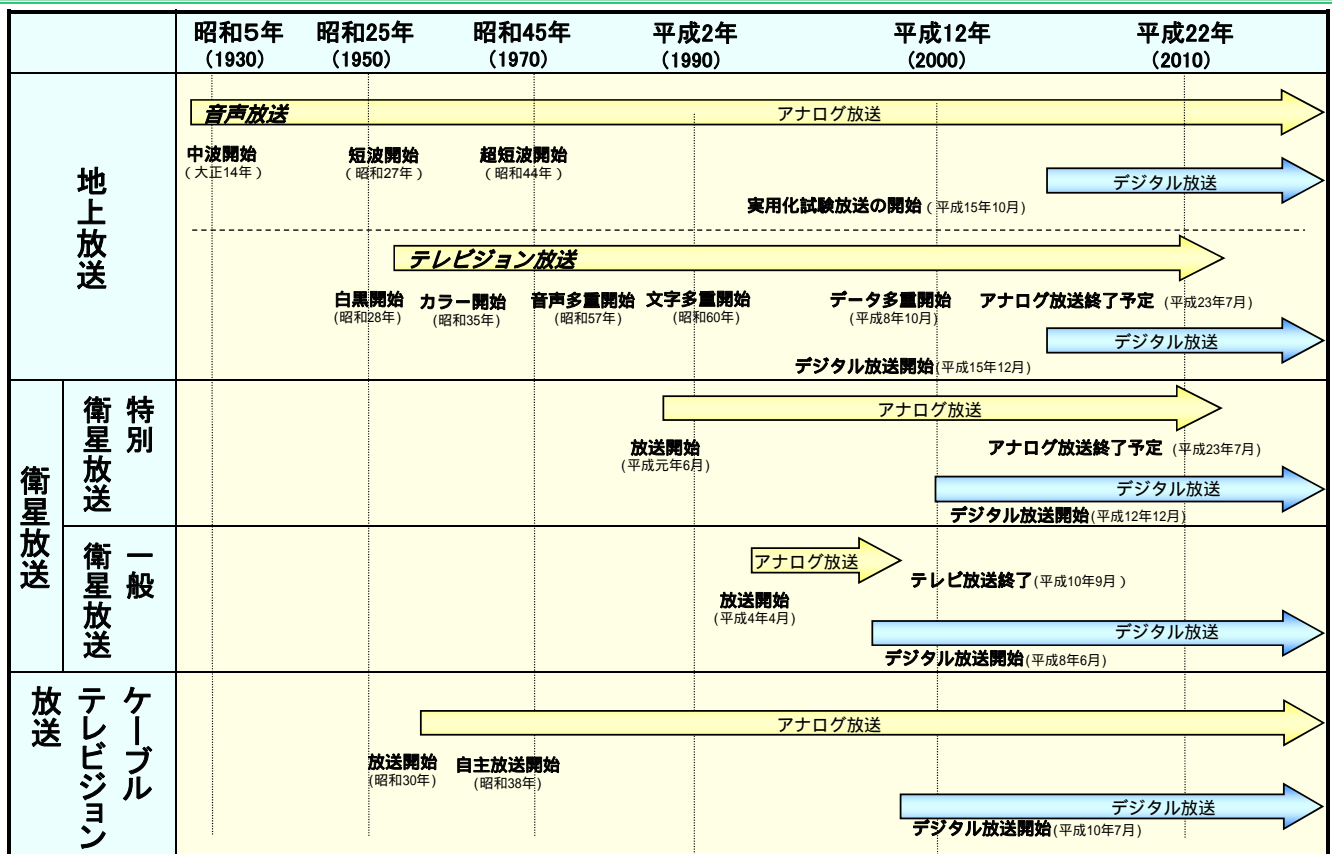 昭和5年 昭和25年 昭和45年 平成2年 平成12年 平成22年
(1930) (1950) (1970) (1990) (2000) (2010)
地上放送
音声放送 アナログ放送
中波開始 短波開始 超短波開始
(大正14年) (昭和27年) (昭和44年)
デジタル放送
実用化試験放送の開始(平成15年10月)
テレビジョン放送
白黒開始 カラー開始 音声多重開始 文字多重開始 データ多重開始 アナログ放送終了予定(平成23年7月)
(昭和28年) (昭和35年) (昭和57年) (昭和60年) (平成8年10月)
デジタル放送
デジタル放送開始(平成15年12月)
衛星放送
特別
衛星放送
アナログ放送
放送開始 アナログ放送終了予定(平成23年7月)
(平成元年6月)
デジタル放送
デジタル放送開始(平成12年12月)
一般
衛星放送
アナログ放送
テレビ放送終了(平成10年9月)
放送開始
(平成4年4月)
デジタル放送
デジタル放送開始(平成8年6月)
ケーブル
テレビジョン
放送
アナログ放送
放送開始 自主放送開始
(昭和30年) (昭和38年)
デジタル放送
デジタル放送開始(平成10年7月)